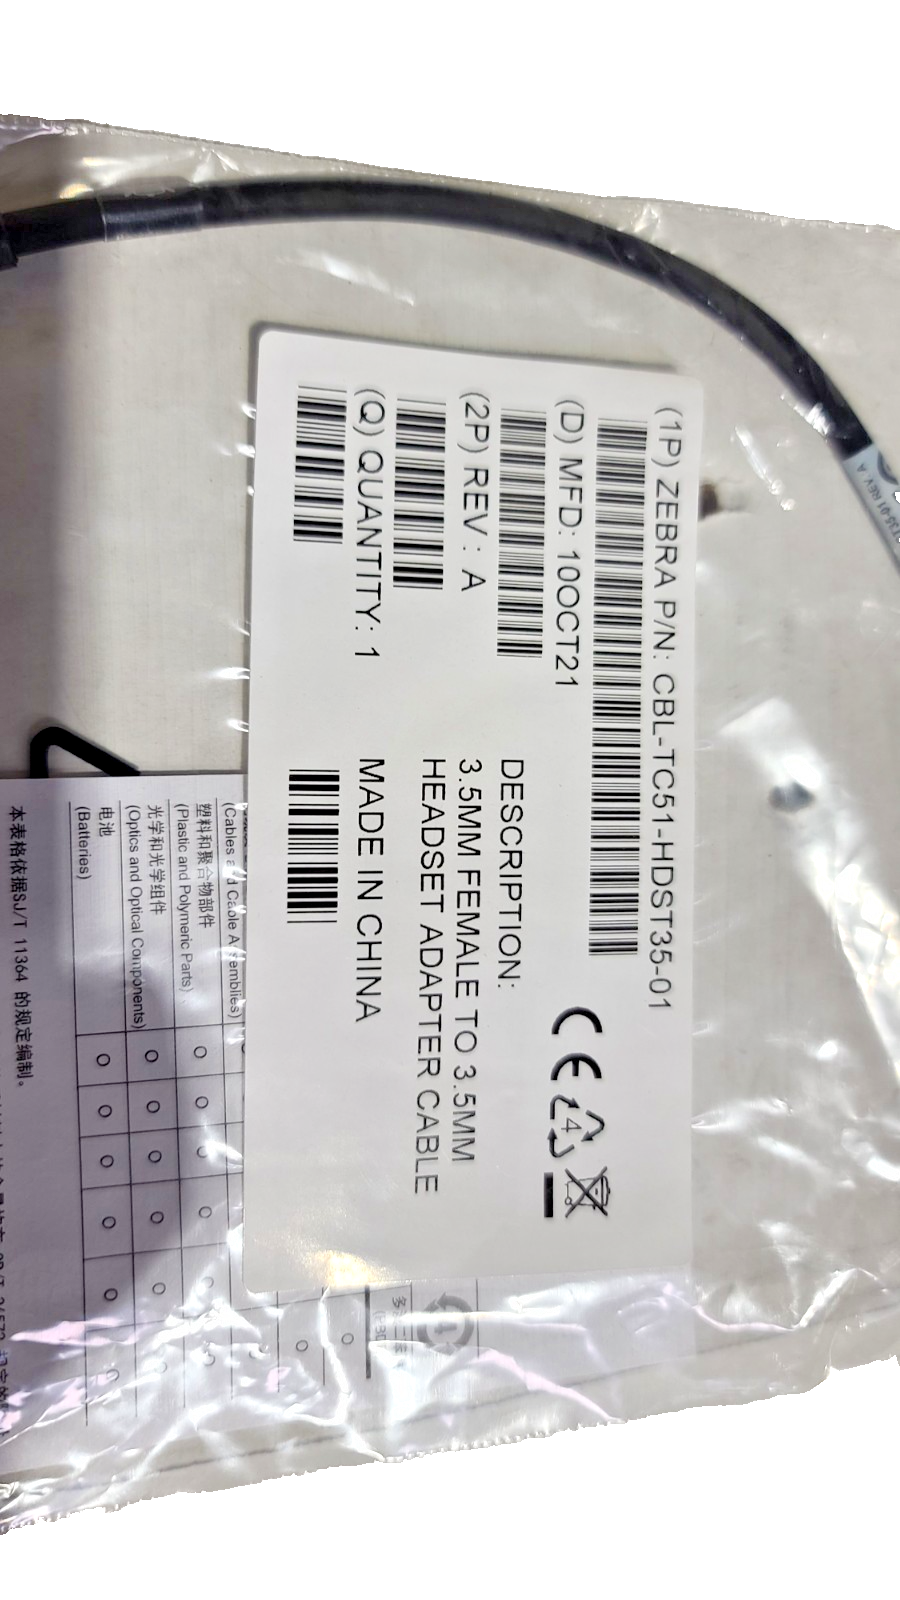 (1P) ZEBRA P/N: CBL-TC51-HDST35-01
(D) MFD: 10OCT21
(2P) REV : A
(Q) QUANTITY: 1
DESCRIPTION:
3.5MM FEMALE TO 3.5MM
HEADSET ADAPTER CABLE
MADE IN CHINA
CE
4
REV A
塑料和聚合物部件
(Plastic and Polymeric Parts)
光学和光学组件
(Optics and Optical Components)
电池
(Batteries)
本表格依据SJ/T 11364 的规定编制。